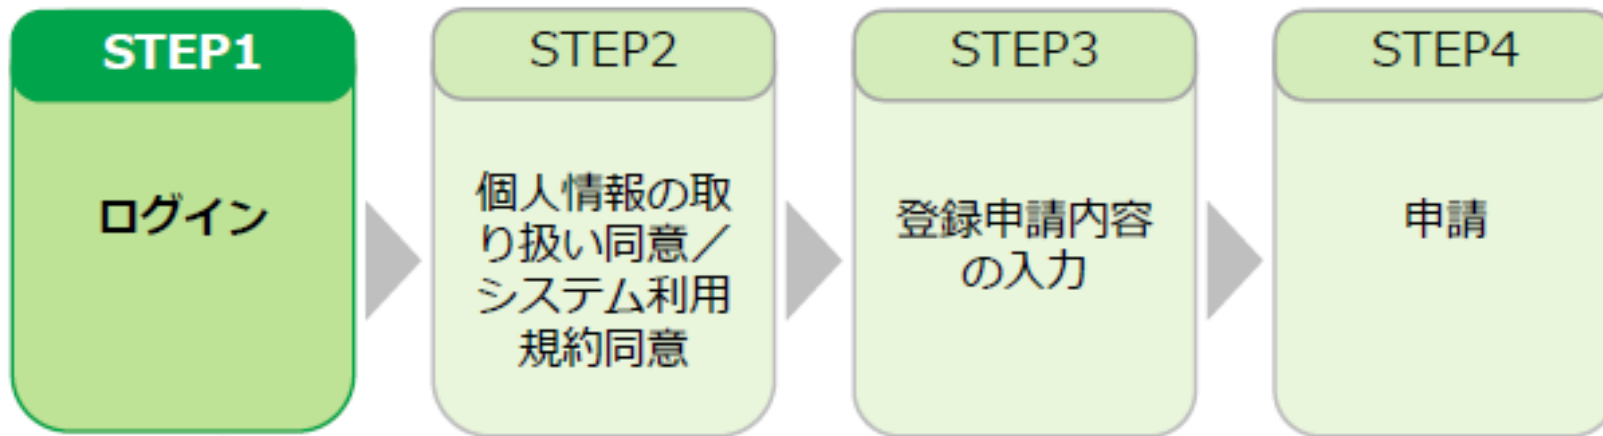 STEP1
ログイン
STEP2
個人情報の取
り扱い同意／
システム利用
規約同意
STEP3
登録申請内容
の入力
STEP4
申請